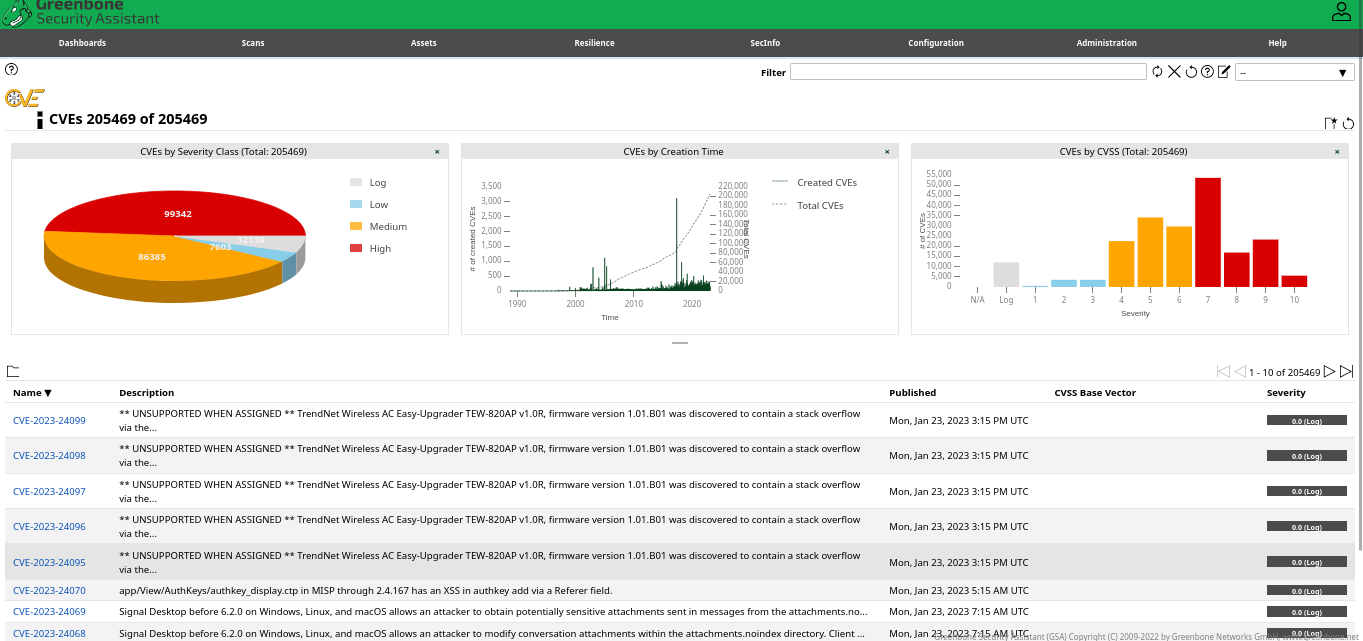 Greenbone
Security Assistant
Dashboards Scans Assets Resilience SecInfo Configuration Administration Help
Filter --
CVE
CVEs 205469 of 205469
CVEs by Severity Class (Total: 205469) ×
99342
12139
7603
86385
Log
Low
Medium
High
CVEs by Creation Time ×
3,500
3,000
2,500
2,000
1,500
1,000
500
0
# of created CVEs
220,000
200,000
180,000
160,000
140,000
120,000
100,000
80,000
60,000
40,000
20,000
0
1990 2000 2010 2020
Time
Created CVEs
Total CVEs
CVEs by CVSS (Total: 205469) ×
55,000
50,000
45,000
40,000
35,000
30,000
25,000
20,000
15,000
10,000
5,000
0
# of CVEs
N/A Log 1 2 3 4 5 6 7 8 9 10
Severity
1 - 10 of 205469
Name ▼ Description Published CVSS Base Vector Severity
CVE-2023-24099 ** UNSUPPORTED WHEN ASSIGNED ** TrendNet Wireless AC Easy-Upgrader TEW-820AP v1.0R, firmware version 1.01.B01 was discovered to contain a stack overflow Mon, Jan 23, 2023 3:15 PM UTC 0.0 (Log)
via the...
CVE-2023-24098 ** UNSUPPORTED WHEN ASSIGNED ** TrendNet Wireless AC Easy-Upgrader TEW-820AP v1.0R, firmware version 1.01.B01 was discovered to contain a stack overflow Mon, Jan 23, 2023 3:15 PM UTC 0.0 (Log)
via the...
CVE-2023-24097 ** UNSUPPORTED WHEN ASSIGNED ** TrendNet Wireless AC Easy-Upgrader TEW-820AP v1.0R, firmware version 1.01.B01 was discovered to contain a stack overflow Mon, Jan 23, 2023 3:15 PM UTC 0.0 (Log)
via the...
CVE-2023-24096 ** UNSUPPORTED WHEN ASSIGNED ** TrendNet Wireless AC Easy-Upgrader TEW-820AP v1.0R, firmware version 1.01.B01 was discovered to contain a stack overflow Mon, Jan 23, 2023 3:15 PM UTC 0.0 (Log)
via the...
CVE-2023-24095 ** UNSUPPORTED WHEN ASSIGNED ** TrendNet Wireless AC Easy-Upgrader TEW-820AP v1.0R, firmware version 1.01.B01 was discovered to contain a stack overflow Mon, Jan 23, 2023 3:15 PM UTC 0.0 (Log)
via the...
CVE-2023-24070 app/View/AuthKeys/authkey_display.ctp in MISP through 2.4.167 has an XSS in authkey add via a Referer field. Mon, Jan 23, 2023 5:15 AM UTC 0.0 (Log)
CVE-2023-24069 Signal Desktop before 6.2.0 on Windows, Linux, and macOS allows an attacker to obtain potentially sensitive attachments sent in messages from the attachments.no... Mon, Jan 23, 2023 7:15 AM UTC 0.0 (Log)
CVE-2023-24068 Signal Desktop before 6.2.0 on Windows, Linux, and macOS allows an attacker to modify conversation attachments within the attachments.noindex directory. Client ... Mon, Jan 23, 2023 7:15 AM UTC 0.0 (Log)
Greenbone Security Assistant (GSA) Copyright (C) 2009-2022 by Greenbone Networks GmbH, www.greenbone.net